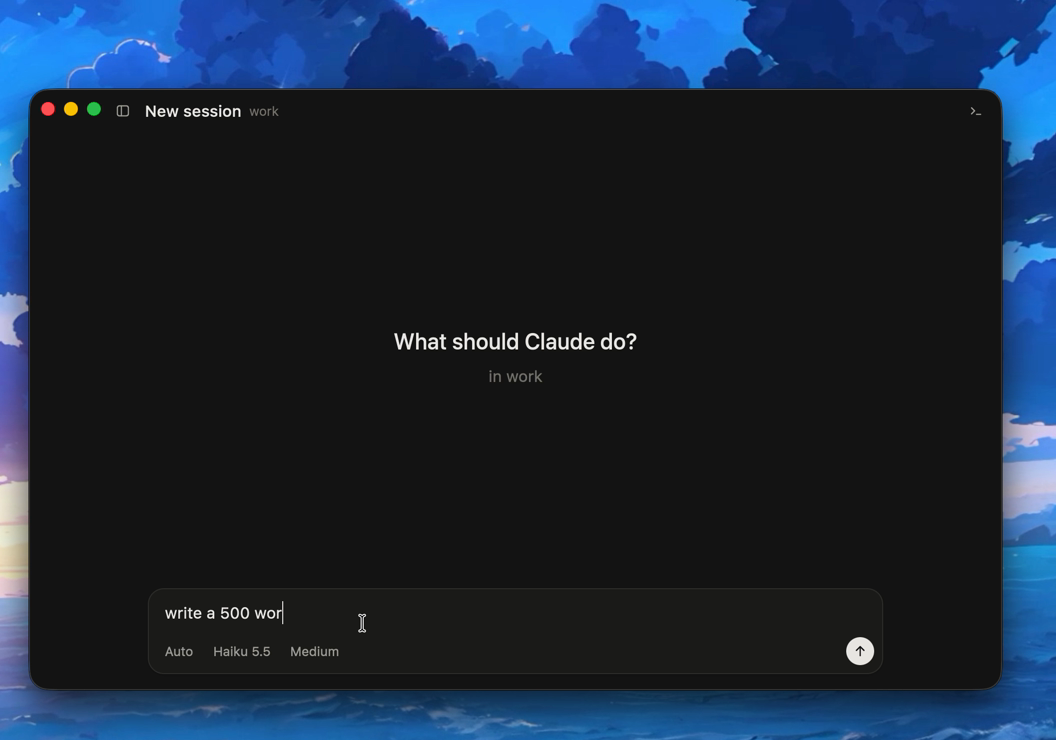 New session work
What should Claude do?
in work
write a 500 wor
Auto Haiku 5.5 Medium